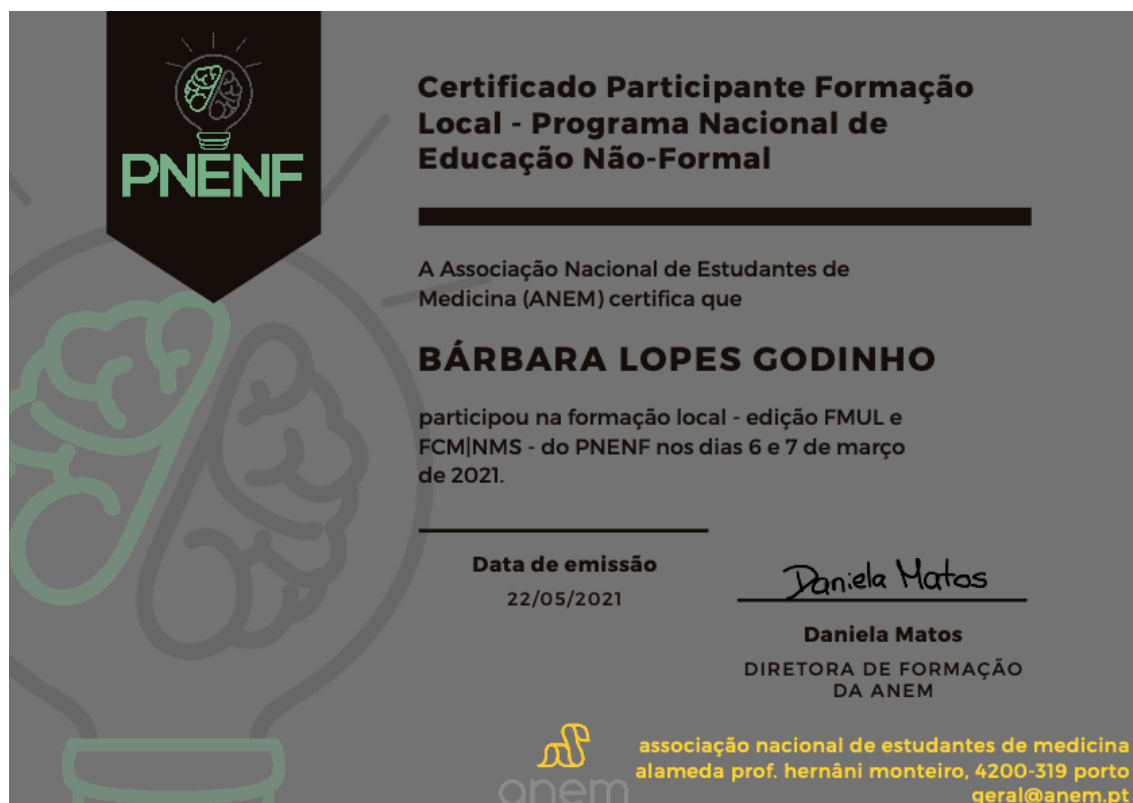 PNENF
Certificado Participante Formação
Local - Programa Nacional de
Educação Não-Formal
A Associação Nacional de Estudantes de
Medicina (ANEM) certifica que
BÁRBARA LOPES GODINHO
participou na formação local - edição FMUL e
FCM|NMS - do PNENF nos dias 6 e 7 de março
de 2021.
Data de emissão
22/05/2021
Daniela Matos
Daniela Matos
DIRETORA DE FORMAÇÃO
DA ANEM
anem
associação nacional de estudantes de medicina
alameda prof. hernâni monteiro, 4200-319 porto
geral@anem.pt